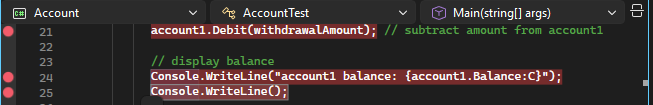 Account AccountTest Main(string[] args)
21 account1.Debit(withdrawalAmount); // subtract amount from account1
22
23 // display balance
24 Console.WriteLine("account1 balance: {account1.Balance:C}");
25 Console.WriteLine();